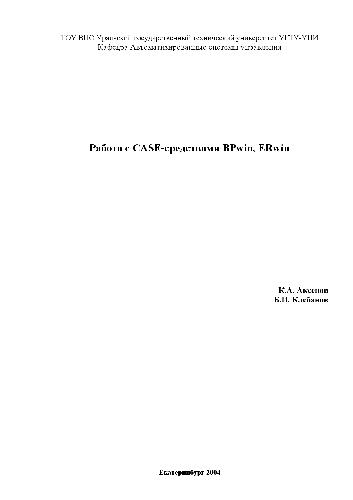 ГОУ ВПО Уральский государственный технический университет УГТУ-УПИ
Кафедра Автоматизированные системы управления
Работа с CASE-средствами BPwin, ERwin
К.А. Аксенов
Б.И. Клебанов
Екатеринбург 2004